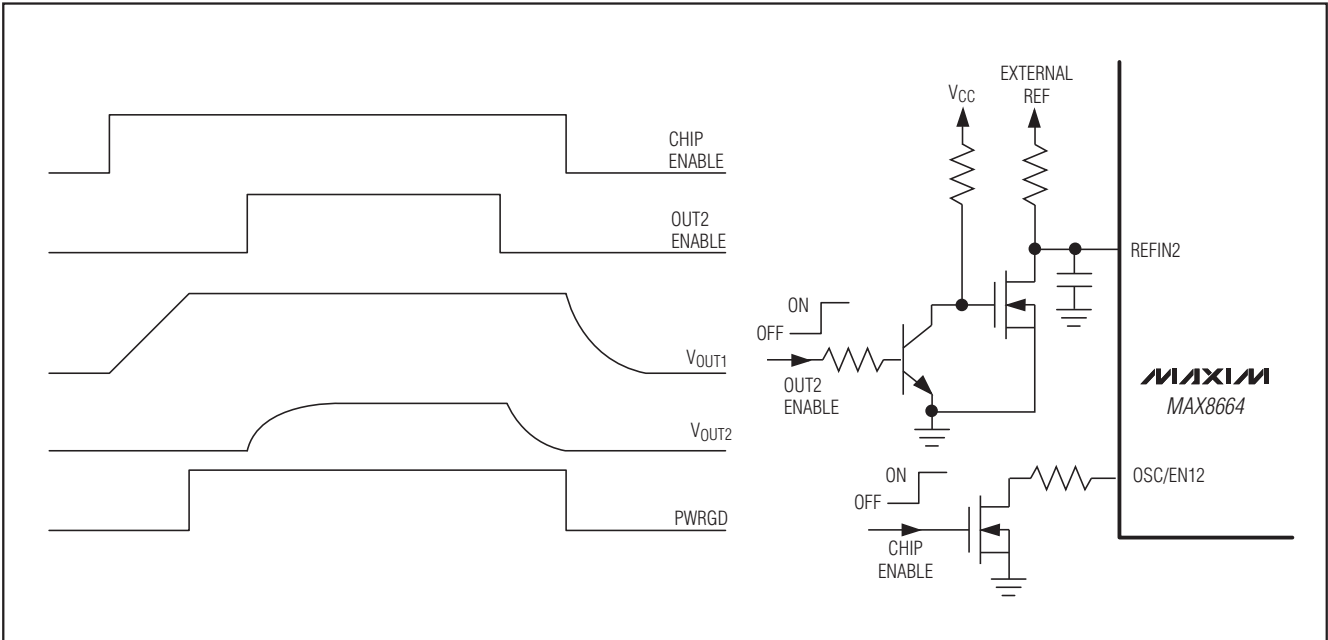 CHIP
ENABLE
OUT2
ENABLE
VOUT1
VOUT2
PWRGD
VCC
EXTERNAL
REF
REFIN2
ON
OFF
OUT2
ENABLE
MAXIM
MAX8664
ON
OFF
OSC/EN12
CHIP
ENABLE